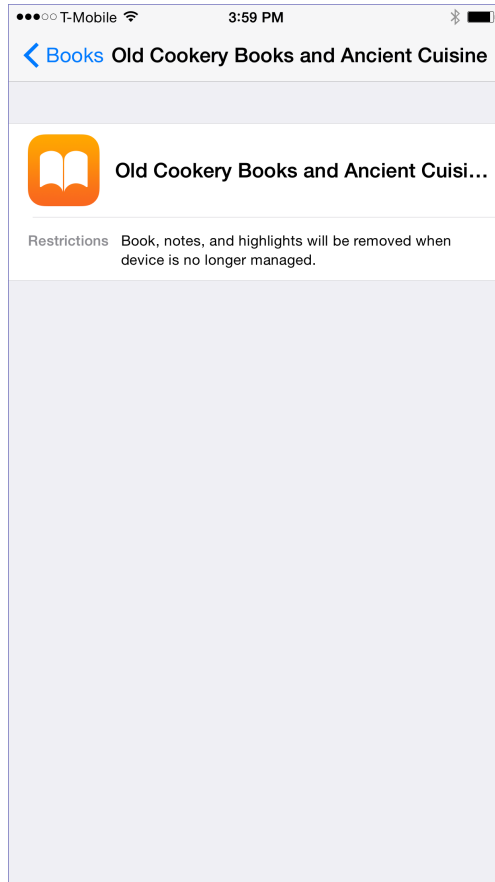 T-Mobile 3:59 PM
Books Old Cookery Books and Ancient Cuisine
Old Cookery Books and Ancient Cuisi...
Restrictions Book, notes, and highlights will be removed when
device is no longer managed.